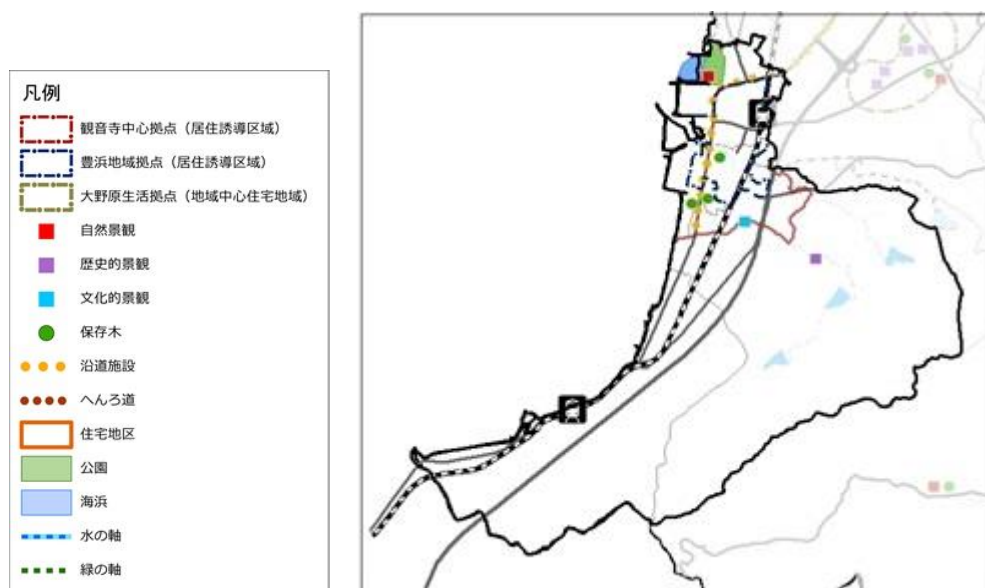 凡例
観音寺中心拠点（居住誘導区域）
豊浜地域拠点（居住誘導区域）
大野原生活拠点（地域中心住宅地域）
自然景観
歴史的景観
文化的景観
保存木
沿道施設
へんろ道
住宅地区
公園
海浜
水の軸
緑の軸